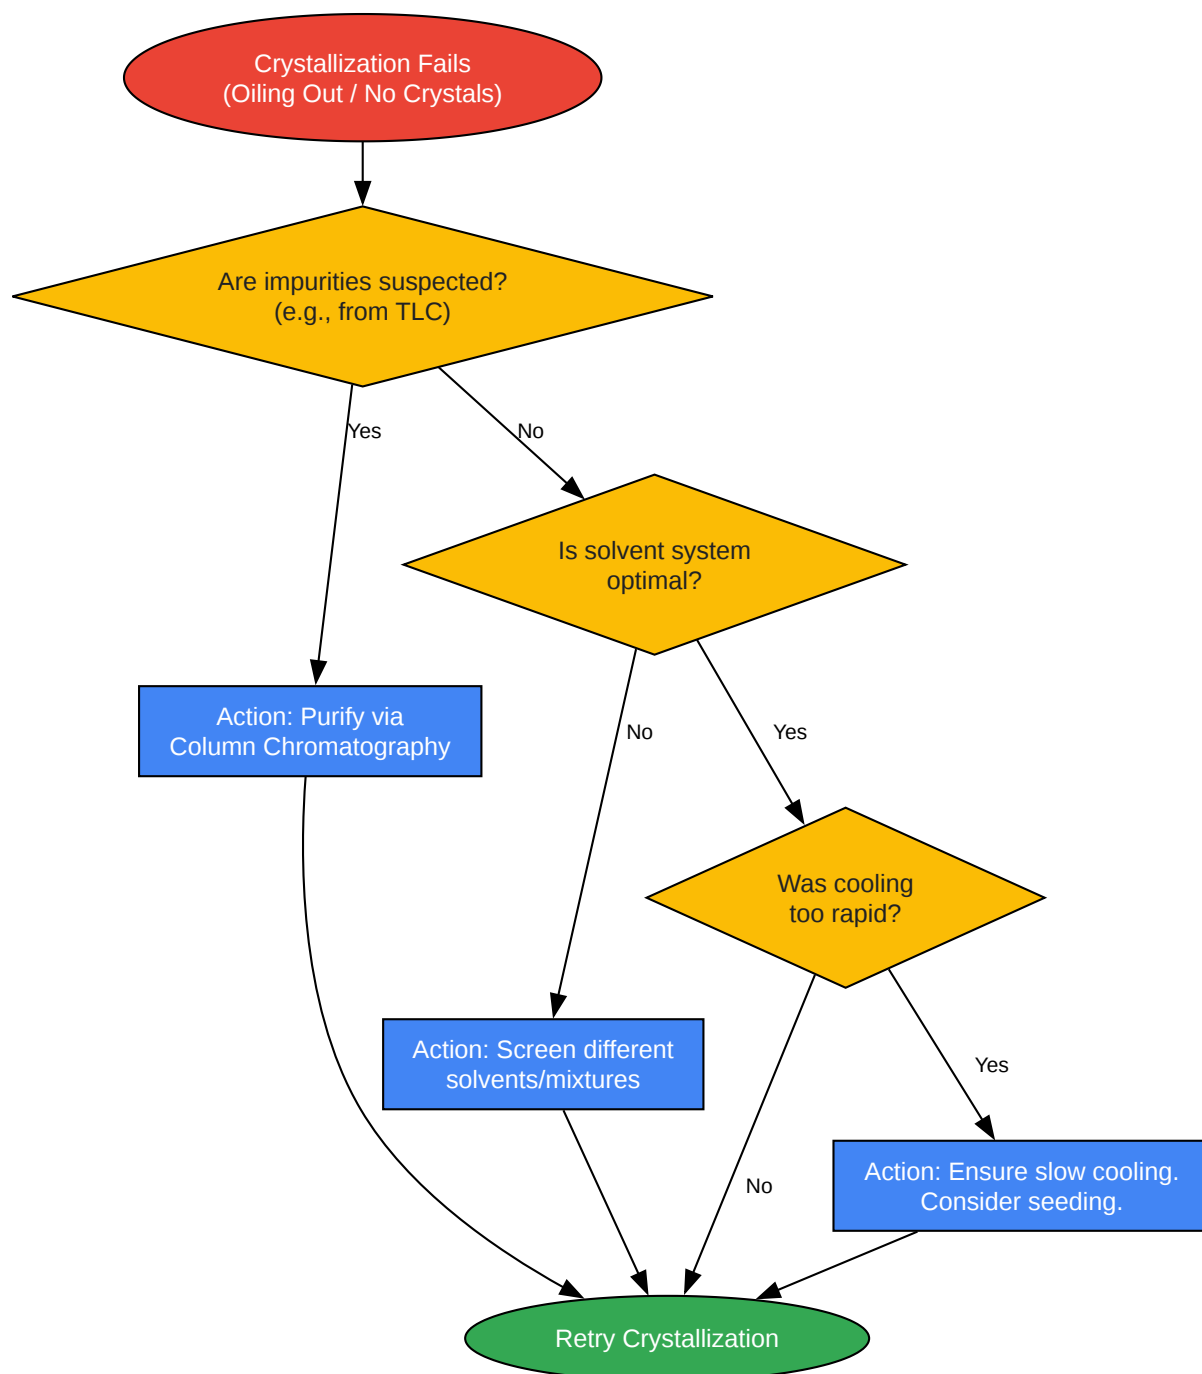 Crystallization Fails
(Oiling Out / No Crystals)
Are impurities suspected?
(e.g., from TLC)
Yes
No
Is solvent system
optimal?
Action: Purify via
Column Chromatography
No
Yes
Was cooling
too rapid?
Action: Screen different
solvents/mixtures
Yes
No
Action: Ensure slow cooling.
Consider seeding.
Retry Crystallization